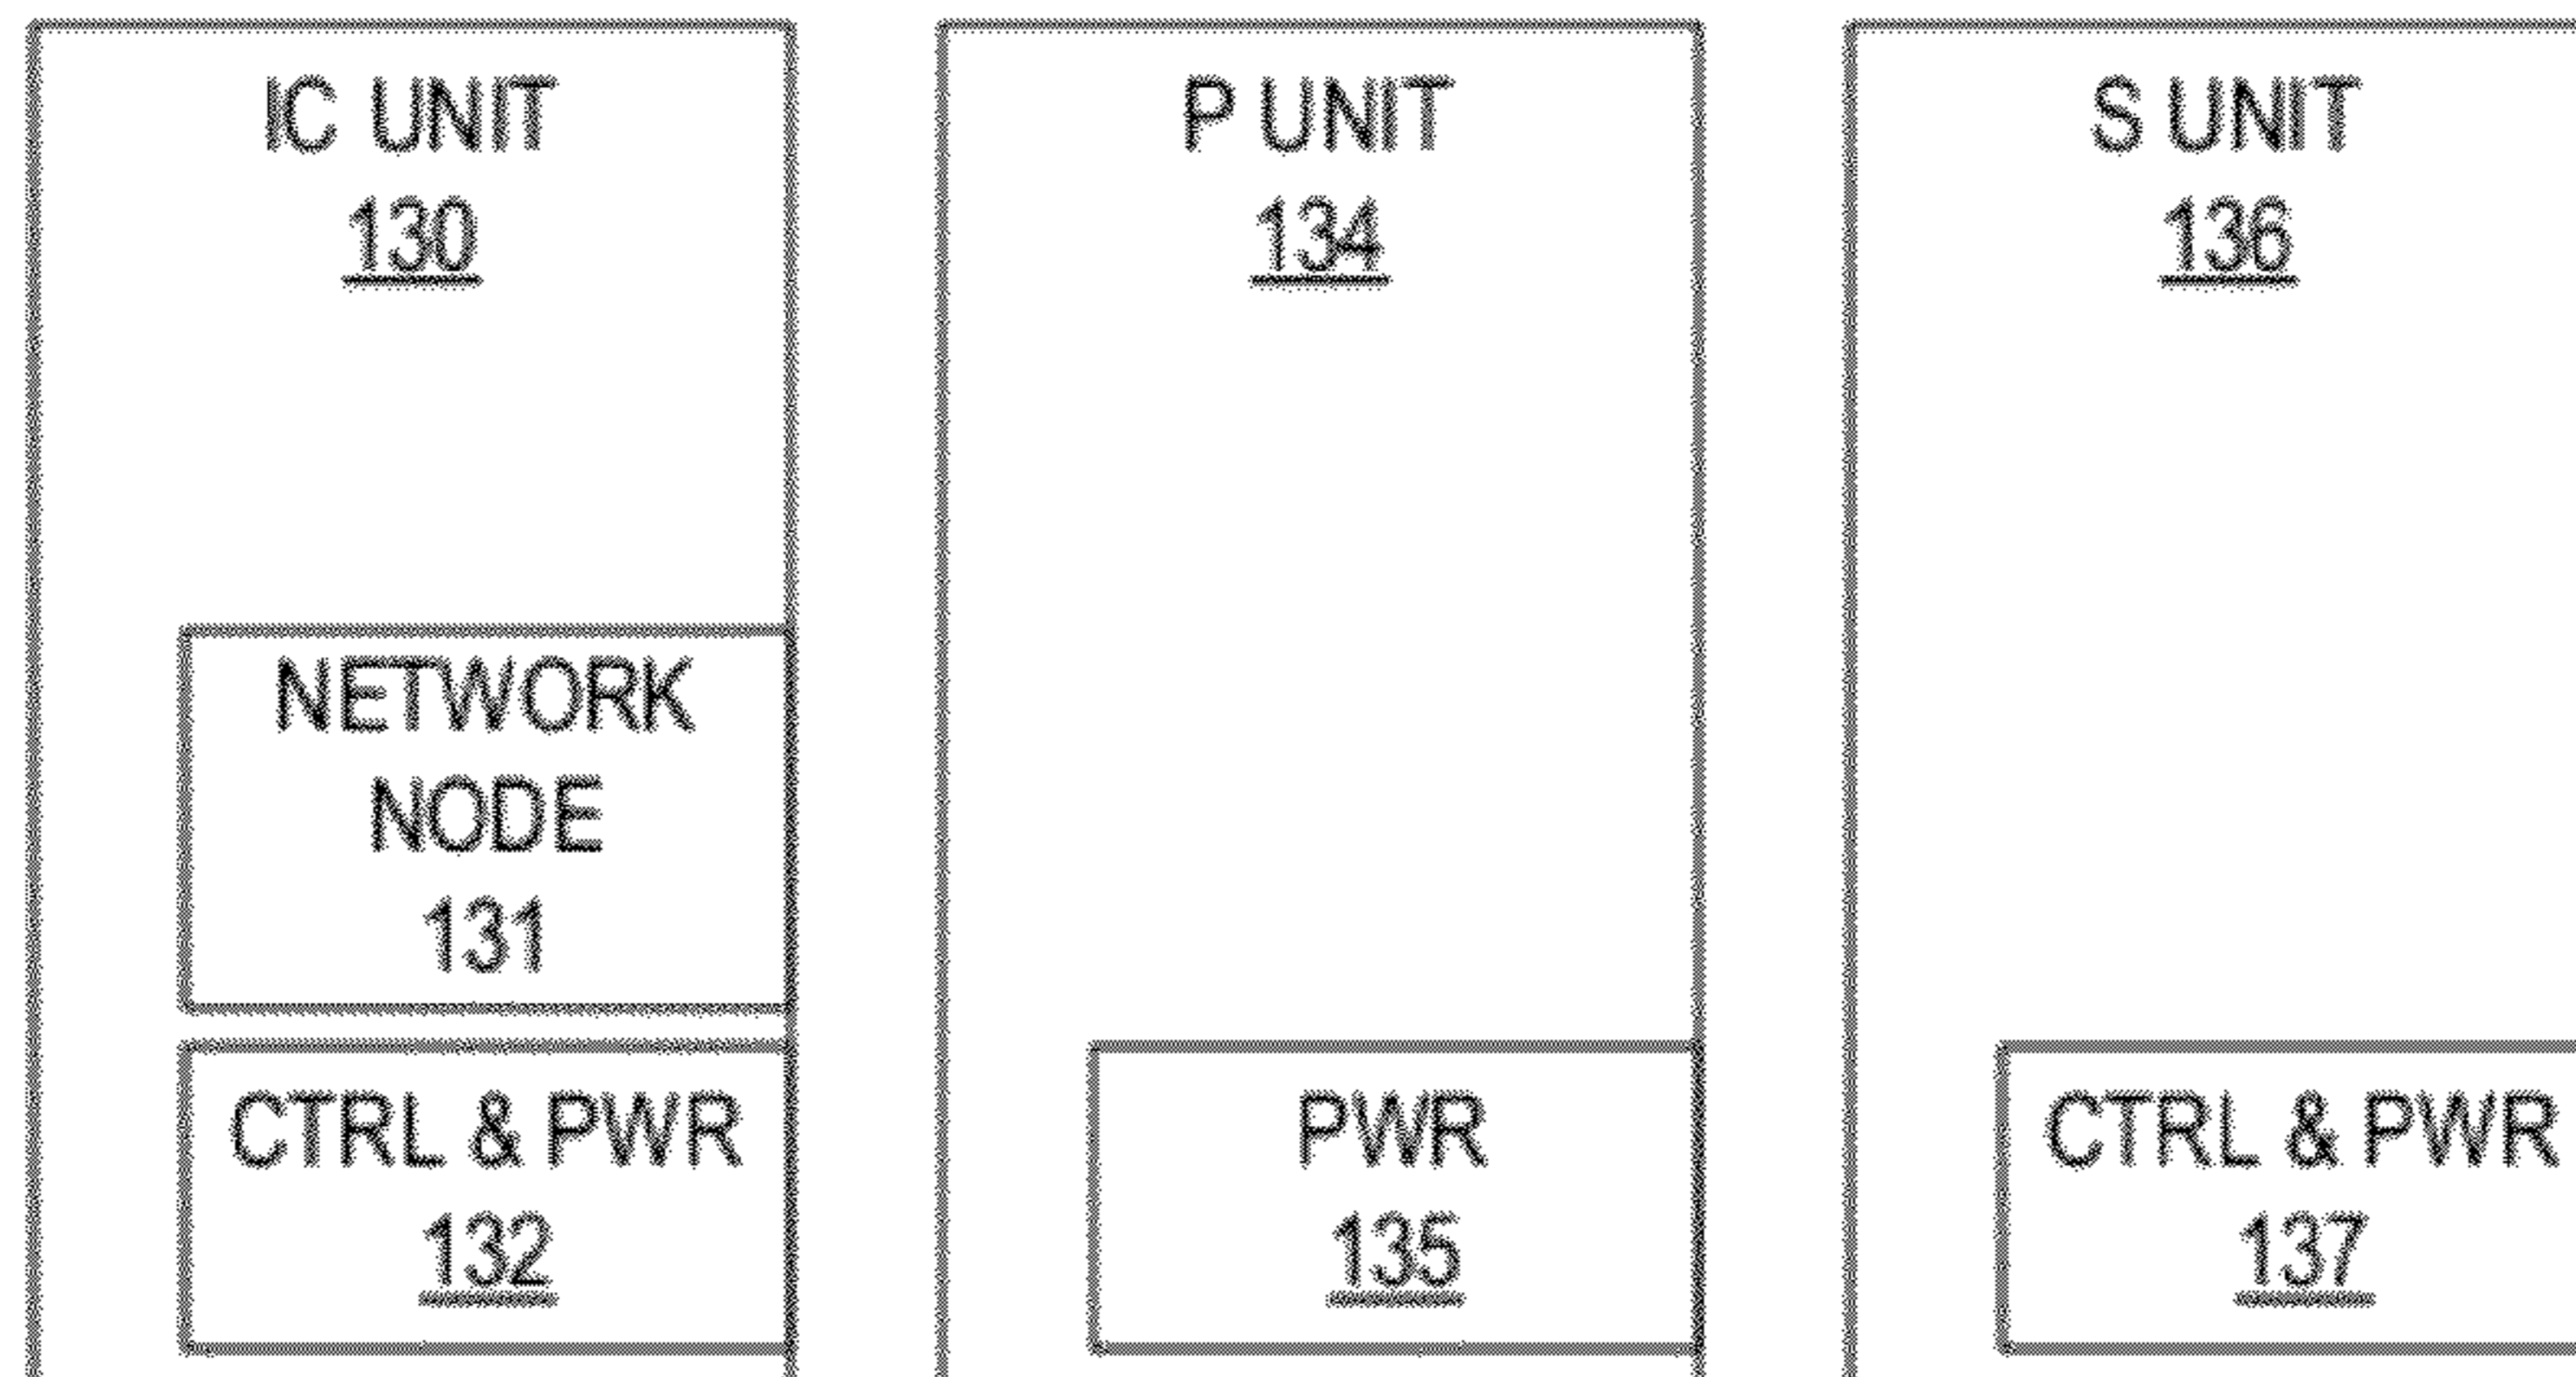 IC UNIT
130
NETWORK
NODE
131
CTRL & PWR
132
P UNIT
134
PWR
135
S UNIT
136
CTRL & PWR
137